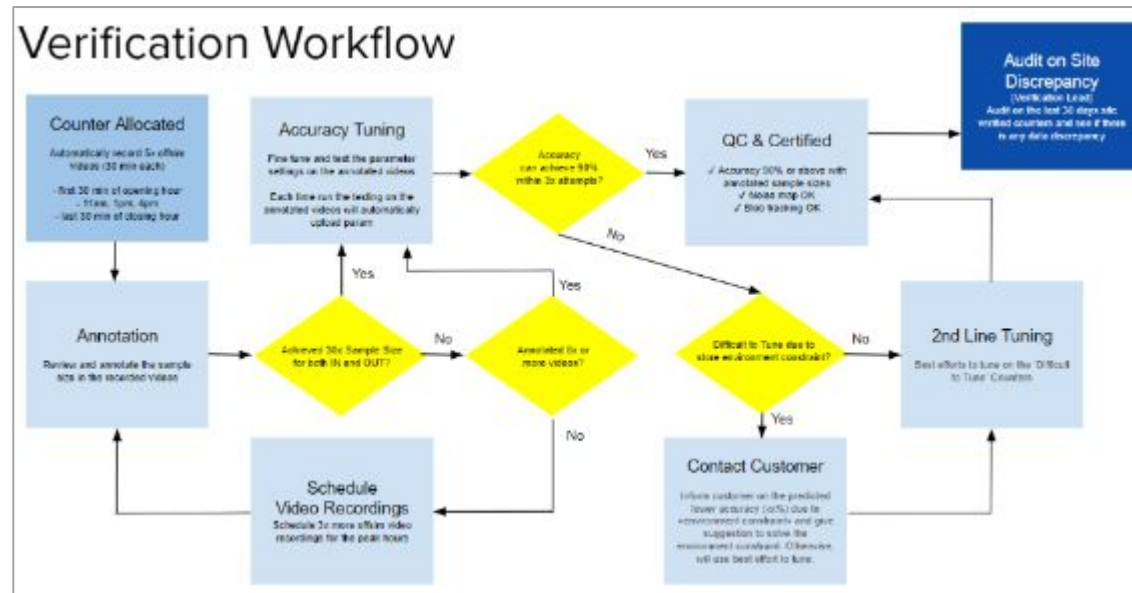 Verification Workflow
Counter Allocated
Automatically record 5x offsite
videos (30 min each)
- first 30 min of opening hour
- 11am, 1pm, 4pm
- last 30 min of closing hour
Accuracy Tuning
Fine tune and test the parameter
settings on the annotated videos
Each time run the testing on the
annotated videos will automatically
upload param
Accuracy
can achieve 90%
within 3x attempts?
Yes
QC & Certified
✓ Accuracy 90% or above with
annotated sample sizes
✓ Noise map OK
✓ Blob tracking OK
Audit on Site
Discrepancy
(Verification Lead)
Audit on the last 30 days
verified counters and see if there
is any data discrepancy
No
Yes
Yes
Annotation
Review and annotate the sample
size in the recorded videos
Achieved 30x Sample Size
for both IN and OUT?
No
Annotated 8x or
more videos?
Difficult to Tune due to
store environment constraint?
No
2nd Line Tuning
Best efforts to tune on the 'Difficult
to Tune' Counters
No
Yes
Schedule
Video Recordings
Schedule 3x more offsite video
recordings for the peak hours
Contact Customer
Inform customer on the predicted
lower accuracy due to
<environment constraint> and give
suggestion to solve the
environment constraint. Otherwise,
will use best effort to tune.